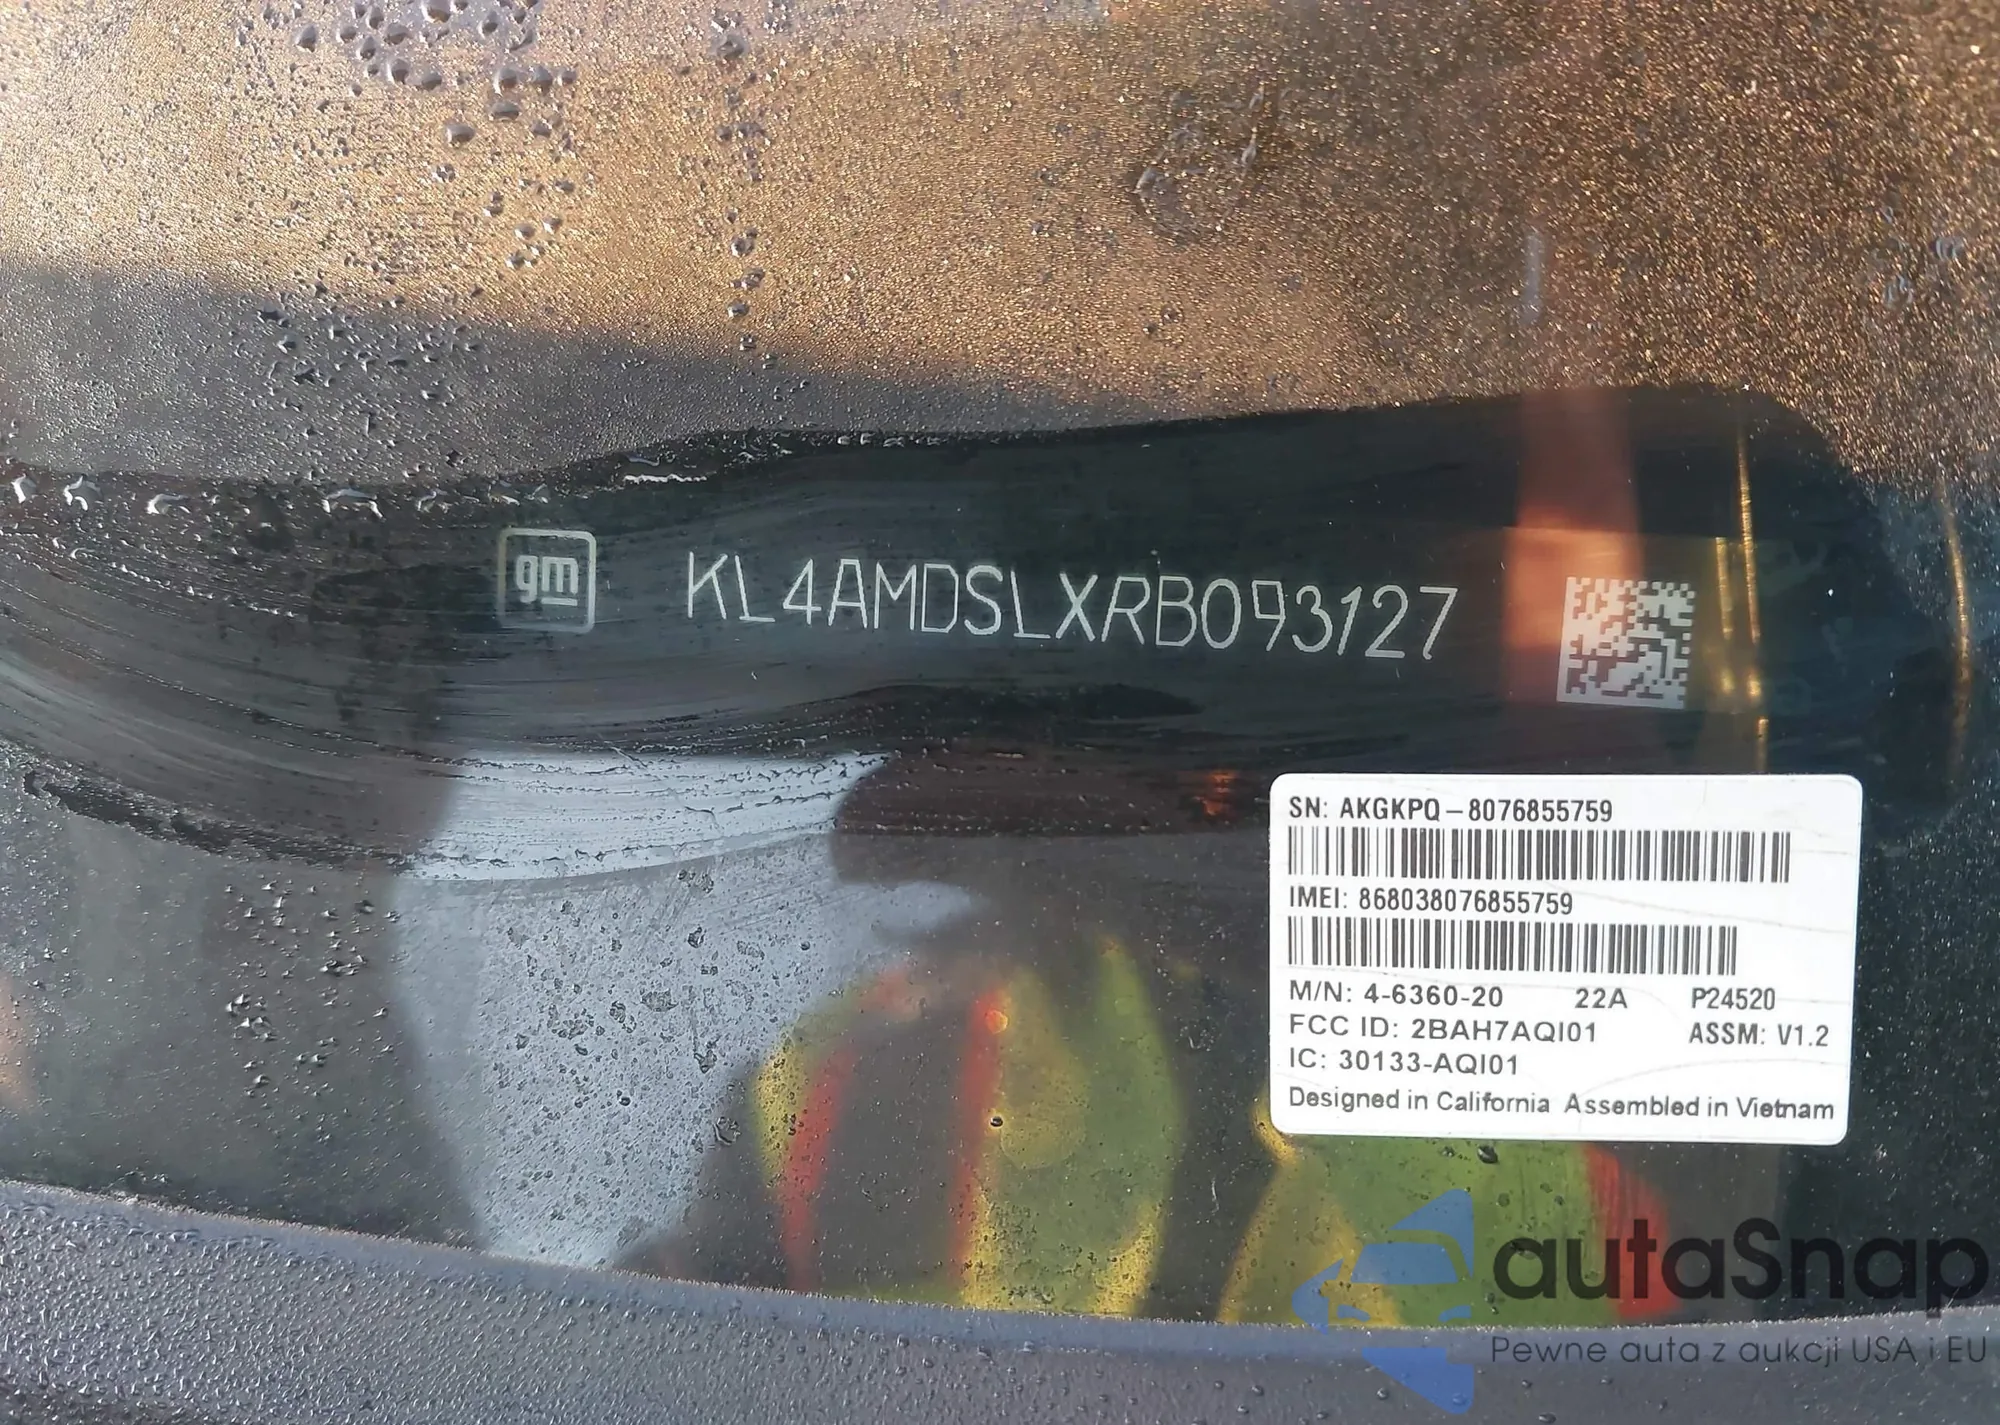 gm KL4AMDSLXRB093127
SN: AKGKPQ-8076855759
IMEI: 868038076855759
M/N: 4-6360-20 22A P24520
FCC ID: 2BAH7AQI01 ASSM: V1.2
IC: 30133-AQI01
Designed in California Assembled in Vietnam
autaSnap
Pewne auta z aukcji USA i EU